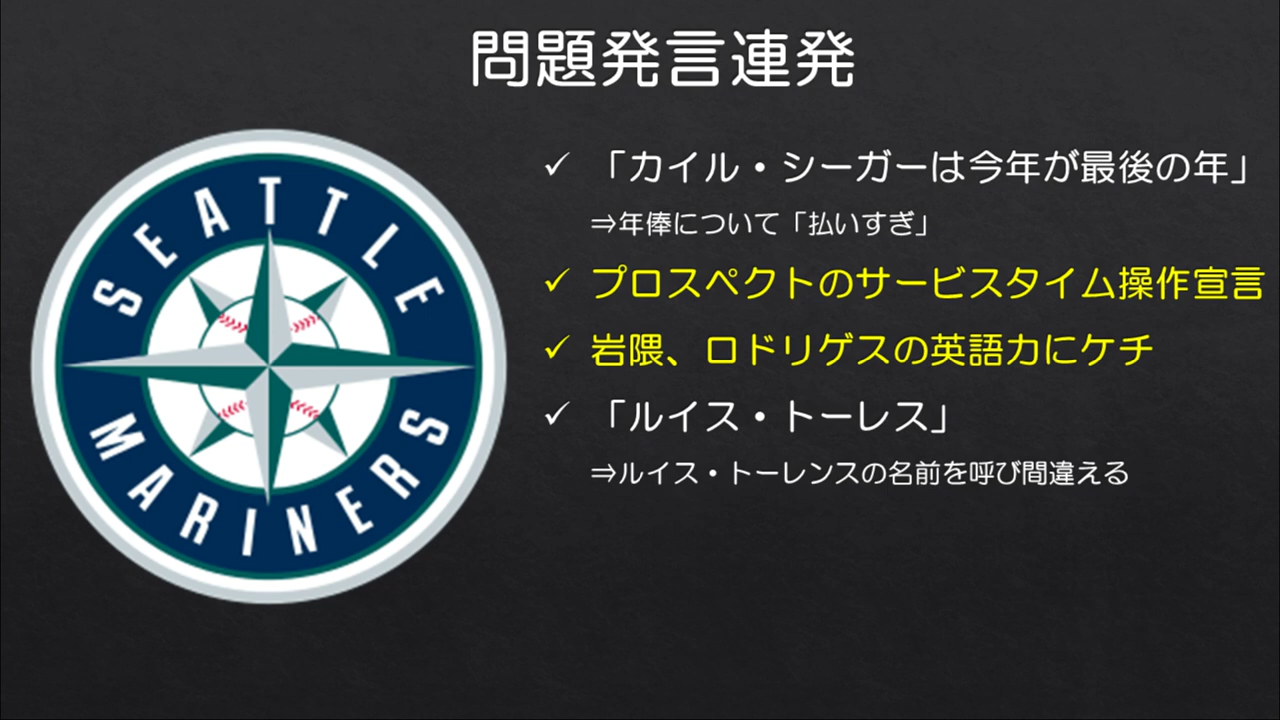 問題発言連発
SEATTLE
MARINERS
✓ 「カイル・シーガーは今年が最後の年」
⇒年俸について「払いすぎ」
✓ プロスペクトのサービスタイム操作宣言
✓ 岩隈、ロドリゲスの英語力にケチ
✓ 「ルイス・トーレス」
⇒ルイス・トーレンスの名前を呼び間違える